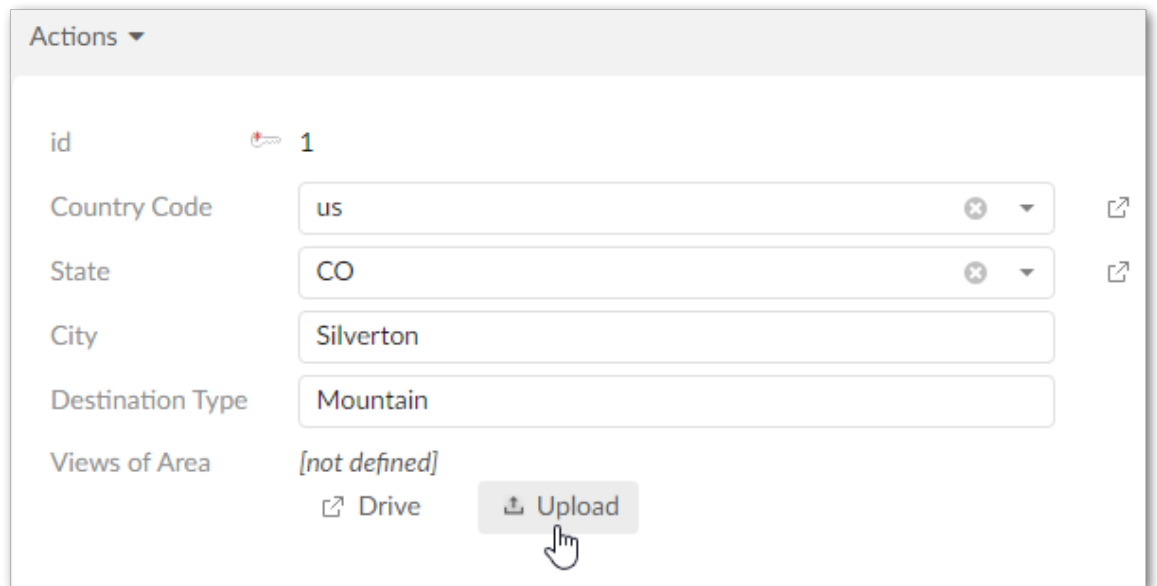 Actions
id 1
Country Code us
State CO
City Silverton
Destination Type Mountain
Views of Area [not defined]
Drive Upload